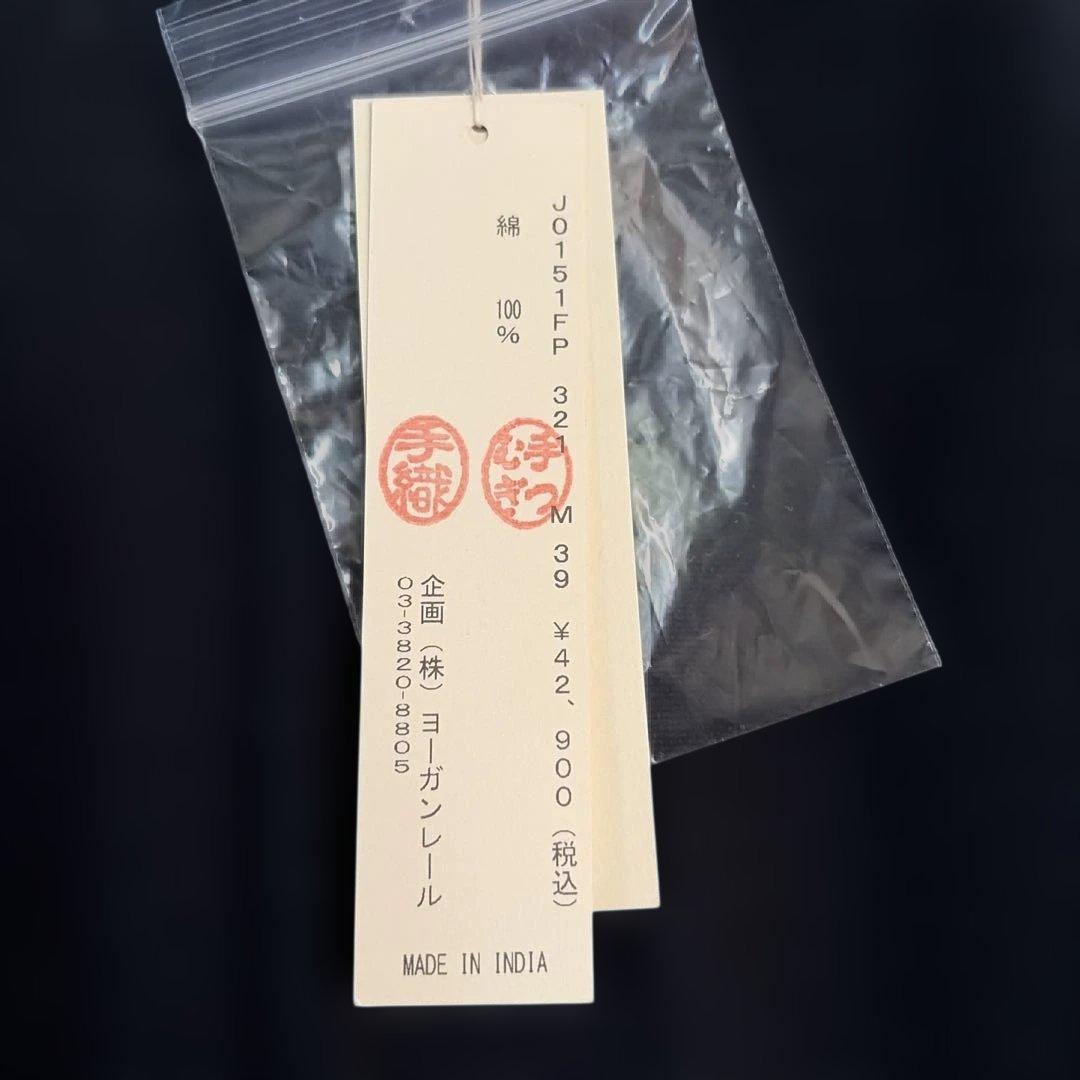 J0151FP 321 M 39 ¥42、900（税込）
綿 100%
手つむぎ
手織
企画（株）ヨーガンレール
03-3820-8805
MADE IN INDIA